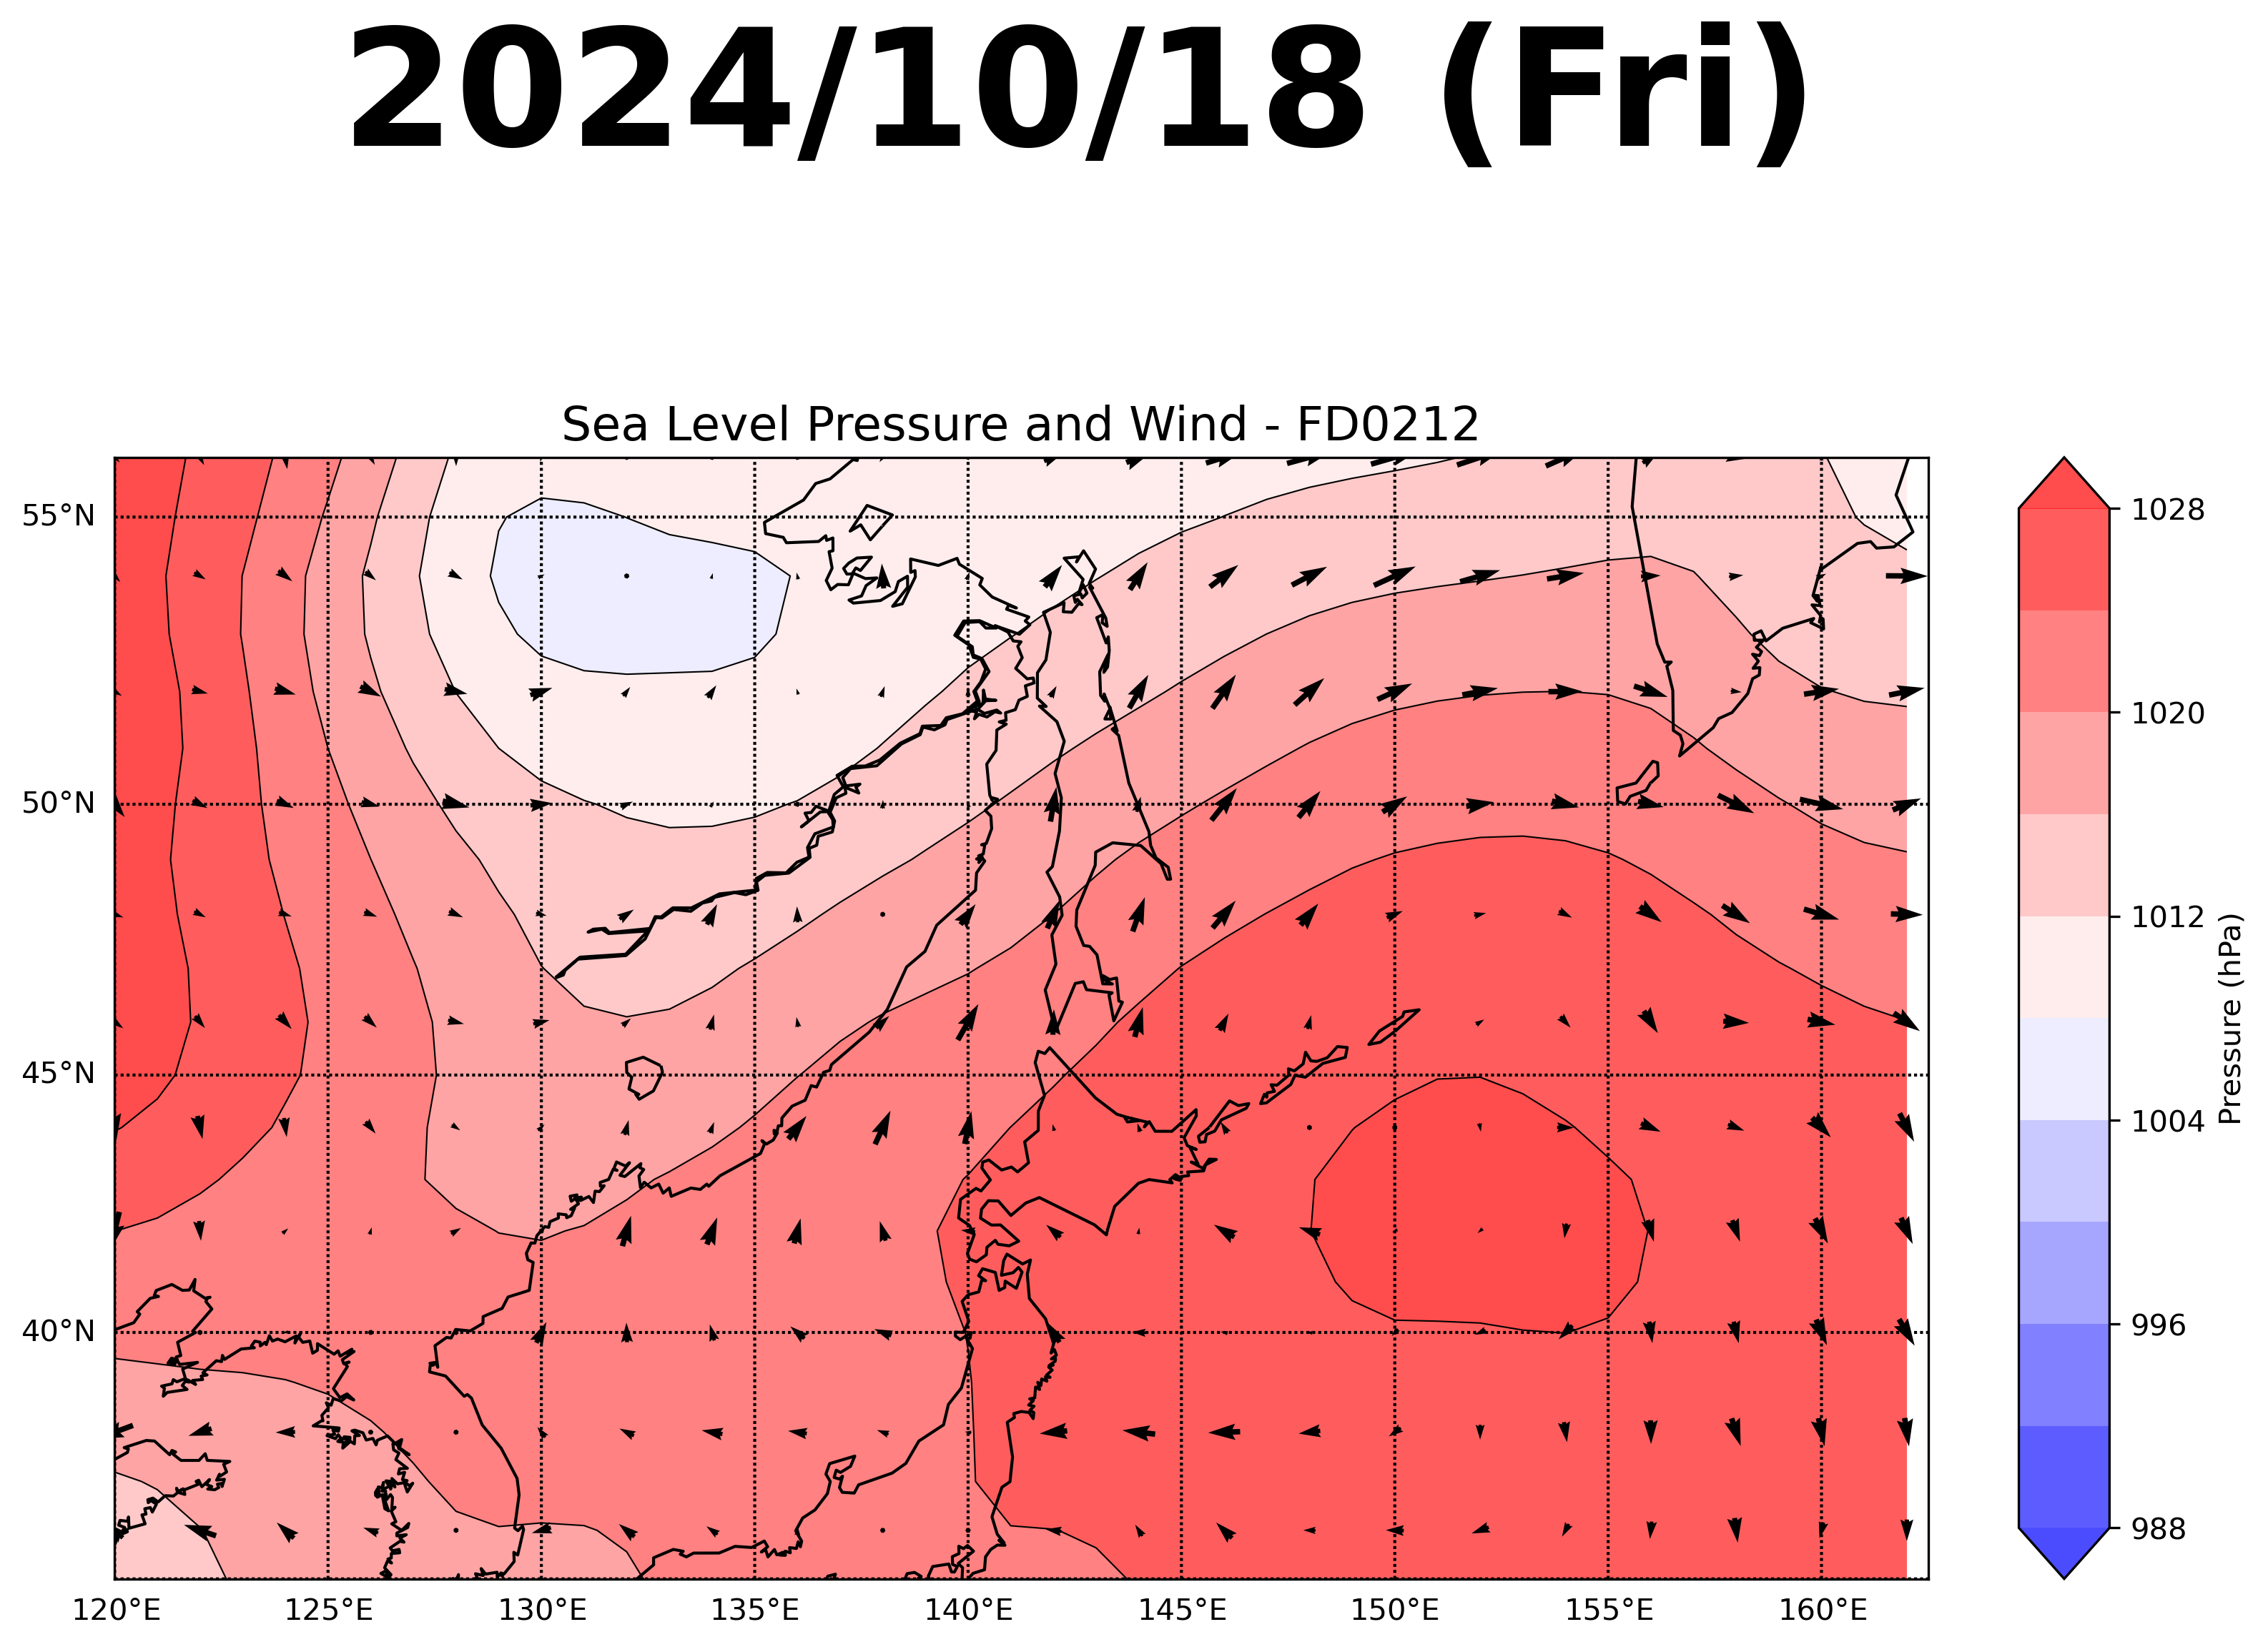 2024/10/18 (Fri)
Sea Level Pressure and Wind - FD0212
55°N
50°N
45°N
40°N
120°E
125°E
130°E
135°E
140°E
145°E
150°E
155°E
160°E
1028
1020
1012
1004
996
988
Pressure (hPa)